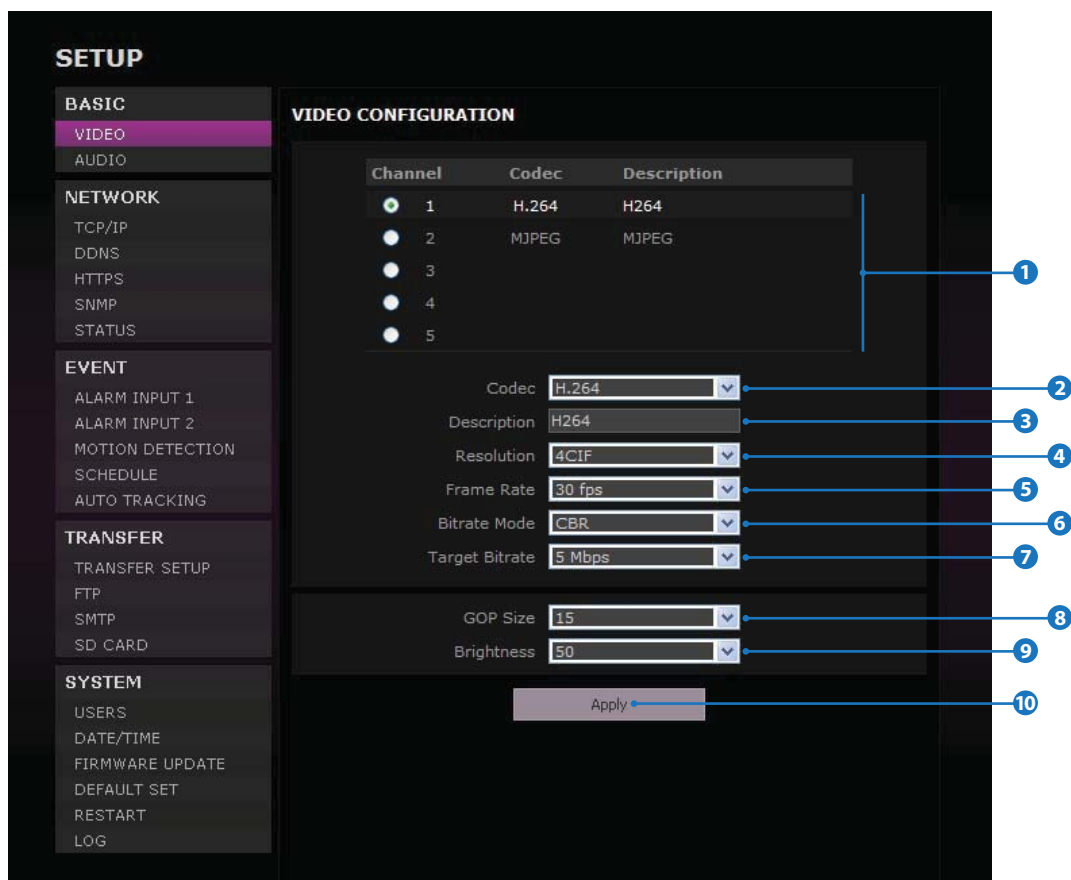 SETUP
BASIC
VIDEO
AUDIO
NETWORK
TCP/IP
DDNS
HTTPS
SNMP
STATUS
EVENT
ALARM INPUT 1
ALARM INPUT 2
MOTION DETECTION
SCHEDULE
AUTO TRACKING
TRANSFER
TRANSFER SETUP
FTP
SMTP
SD CARD
SYSTEM
USERS
DATE/TIME
FIRMWARE UPDATE
DEFAULT SET
RESTART
LOG
VIDEO CONFIGURATION
Channel Codec Description
1 H.264 H264
2 MJPEG MJPEG
3
4
5
1
Codec H.264 2
Description H264 3
Resolution 4CIF 4
Frame Rate 30 fps 5
Bitrate Mode CBR 6
Target Bitrate 5 Mbps 7
GOP Size 15 8
Brightness 50 9
Apply 10